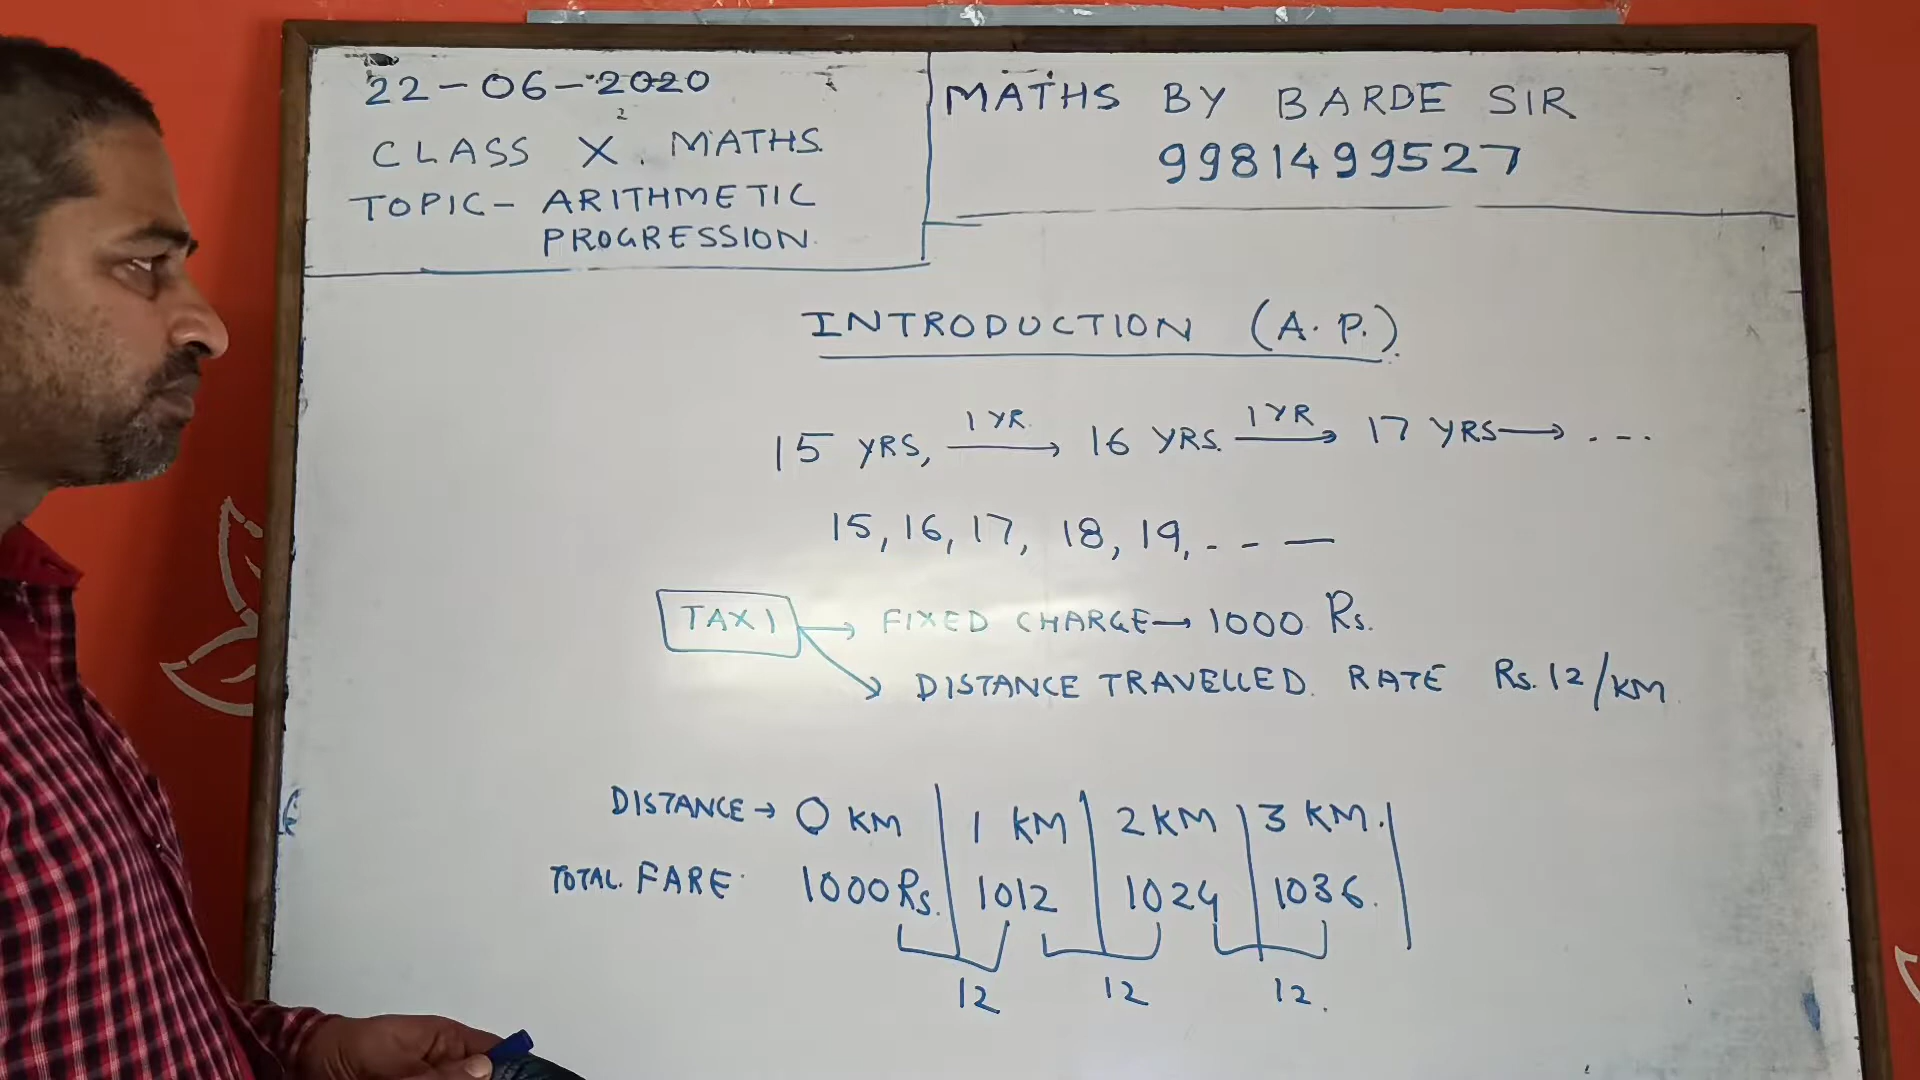 22-06-2020
CLASS X. MATHS.
TOPIC- ARITHMETIC
PROGRESSION.
MATHS BY BARDE SIR
9981499527
INTRODUCTION (A. P.)
15 YRS, 1 YR. → 16 YRS. 1 YR → 17 YRS → . - -
15, 16, 17, 18, 19, - - —
TAXI → FIXED CHARGE → 1000 Rs.
→ DISTANCE TRAVELLED. RATE Rs. 12/KM
DISTANCE → 0 KM | 1 KM | 2 KM | 3 KM. |
TOTAL. FARE 1000 Rs. | 1012 | 1024 | 1036. |
12 12 12.